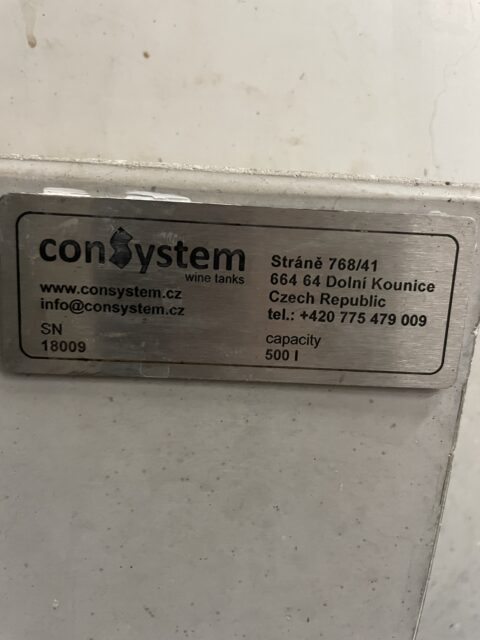 conSystem
wine tanks
www.consystem.cz
info@consystem.cz
SN
18009
Stráně 768/41
664 64 Dolní Kounice
Czech Republic
tel.: +420 775 479 009
capacity
500 l